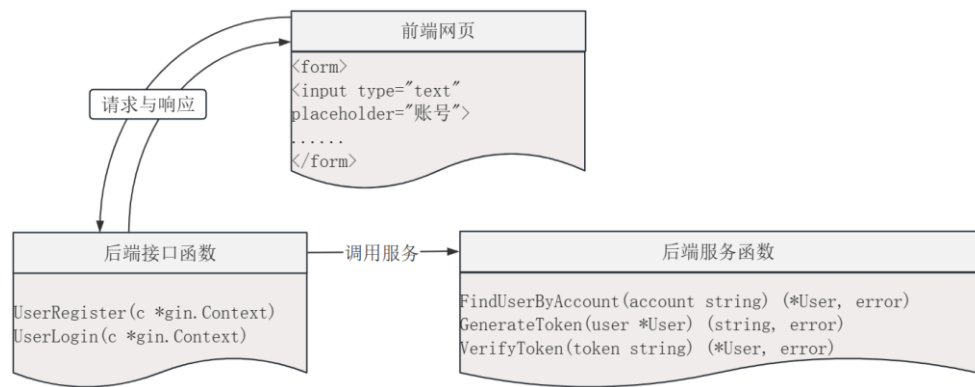 前端网页
<form>
<input type="text"
placeholder="账号">
......
</form>
请求与响应
后端接口函数
UserRegister(c *gin.Context)
UserLogin(c *gin.Context)
调用服务
后端服务函数
FindUserByAccount(account string) (*User, error)
GenerateToken(user *User) (string, error)
VerifyToken(token string) (*User, error)